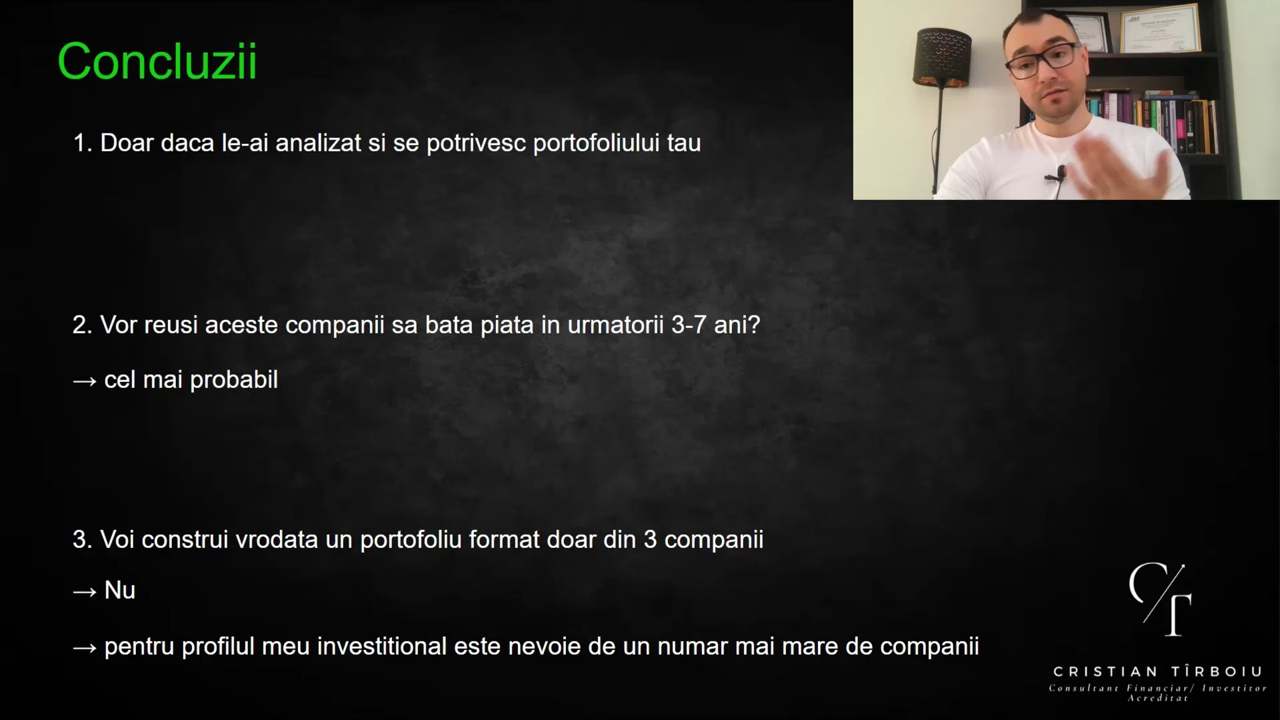 Concluzii
1. Doar daca le-ai analizat si se potrivesc portofoliului tau
2. Vor reusi aceste companii sa bata piata in urmatorii 3-7 ani?
→ cel mai probabil
3. Voi construi vrodata un portofoliu format doar din 3 companii
→ Nu
→ pentru profilul meu investitional este nevoie de un numar mai mare de companii
CT
CRISTIAN TÎRBOIU
Consultant Financiar/ Investitor
Acreditat